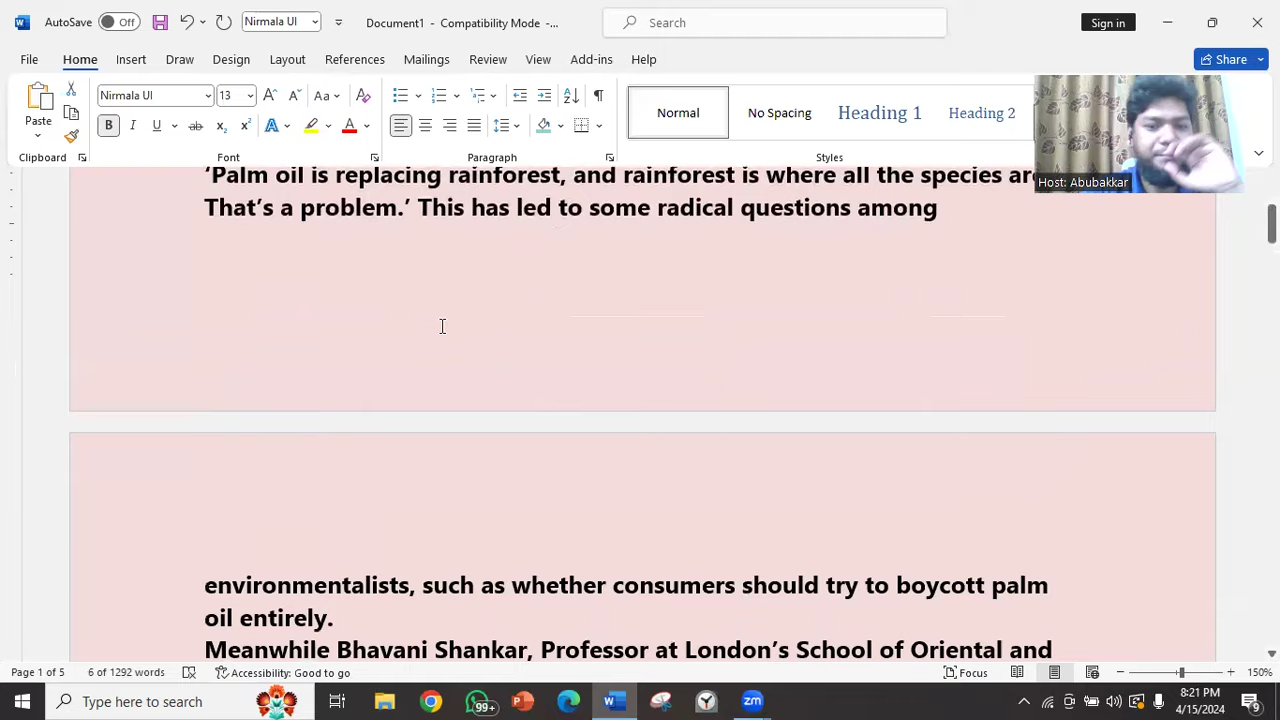 AutoSave Off Nirmala UI Document1 - Compatibility Mode -... Search Sign in
File Home Insert Draw Design Layout References Mailings Review View Add-ins Help Share
Paste Nirmala UI 13 A A Aa A Normal No Spacing Heading 1 Heading 2
B I U ab x₂ x² A A
Clipboard Font Paragraph Styles
Host: Abubakkar
‘Palm oil is replacing rainforest, and rainforest is where all the species are
That’s a problem.’ This has led to some radical questions among
environmentalists, such as whether consumers should try to boycott palm
oil entirely.
Meanwhile Bhavani Shankar, Professor at London’s School of Oriental and
Page 1 of 5 6 of 1292 words Accessibility: Good to go Focus 150%
Type here to search 99+ 8:21 PM
4/15/2024 9